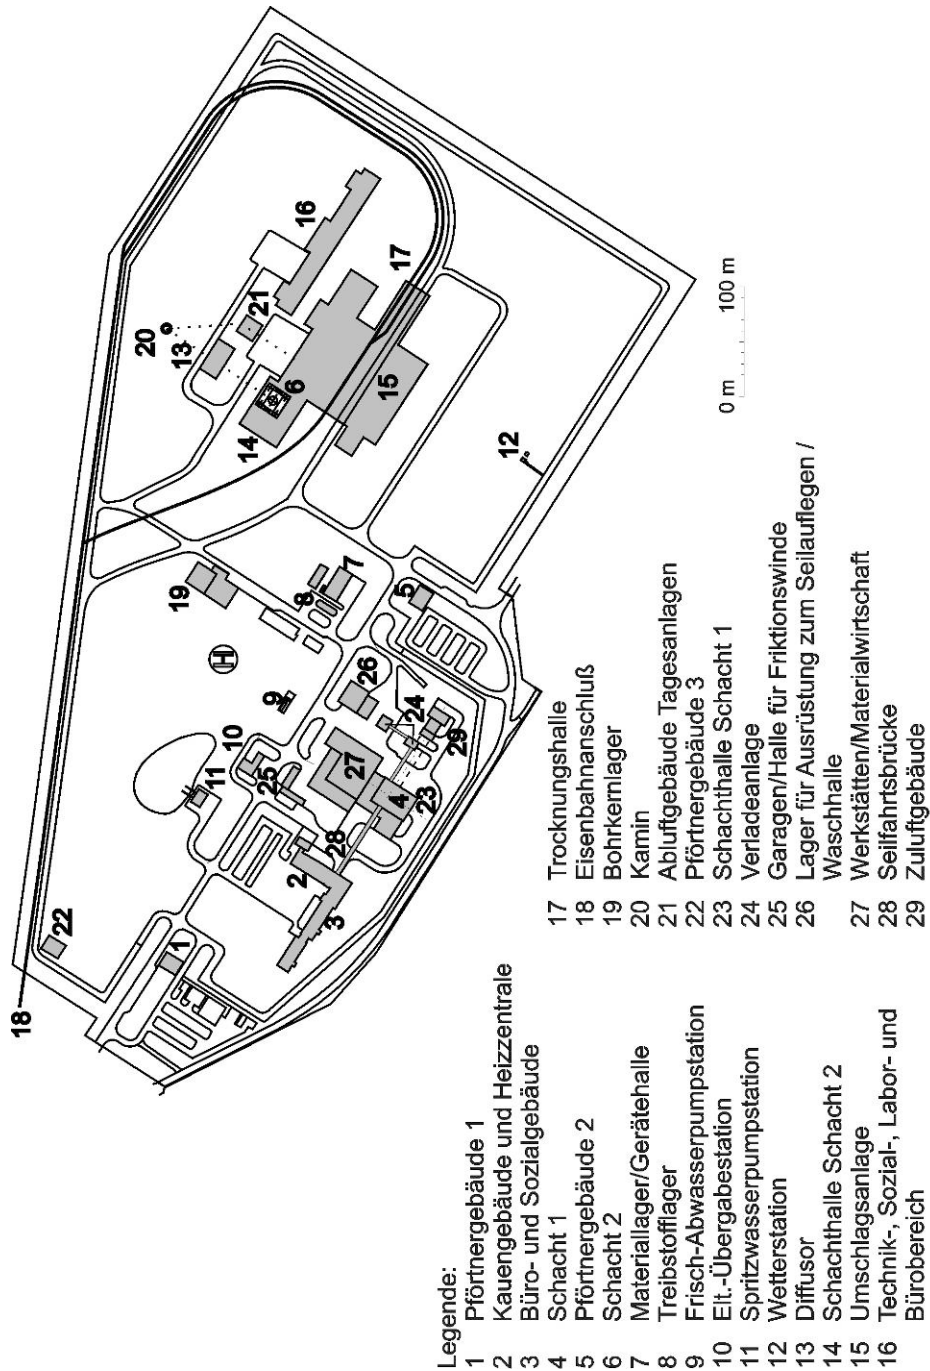 18
22
1
11
10
9
H
19
20
13
21
16
6
14
17
15
12
8
7
5
26
25
27
24
29
4
23
28
2
3
0 m 100 m
Legende:
1 Pförtnergebäude 1
2 Kauengebäude und Heizzentrale
3 Büro- und Sozialgebäude
4 Schacht 1
5 Pförtnergebäude 2
6 Schacht 2
7 Materiallager/Gerätehalle
8 Treibstofflager
9 Frisch-Abwasserpumpstation
10 Elt.-Übergabestation
11 Spritzwasserpumpstation
12 Wetterstation
13 Diffusor
14 Schachthalle Schacht 2
15 Umschlagsanlage
16 Technik-, Sozial-, Labor- und
Bürobereich
17 Trocknungshalle
18 Eisenbahnanschluß
19 Bohrkernlager
20 Kamin
21 Abluftgebäude Tagesanlagen
22 Pförtnergebäude 3
23 Schachthalle Schacht 1
24 Verladeanlage
25 Garagen/Halle für Friktionswinde
26 Lager für Ausrüstung zum Seilauflegen /
Waschhalle
27 Werkstätten/Materialwirtschaft
28 Seilfahrtsbrücke
29 Zuluftgebäude